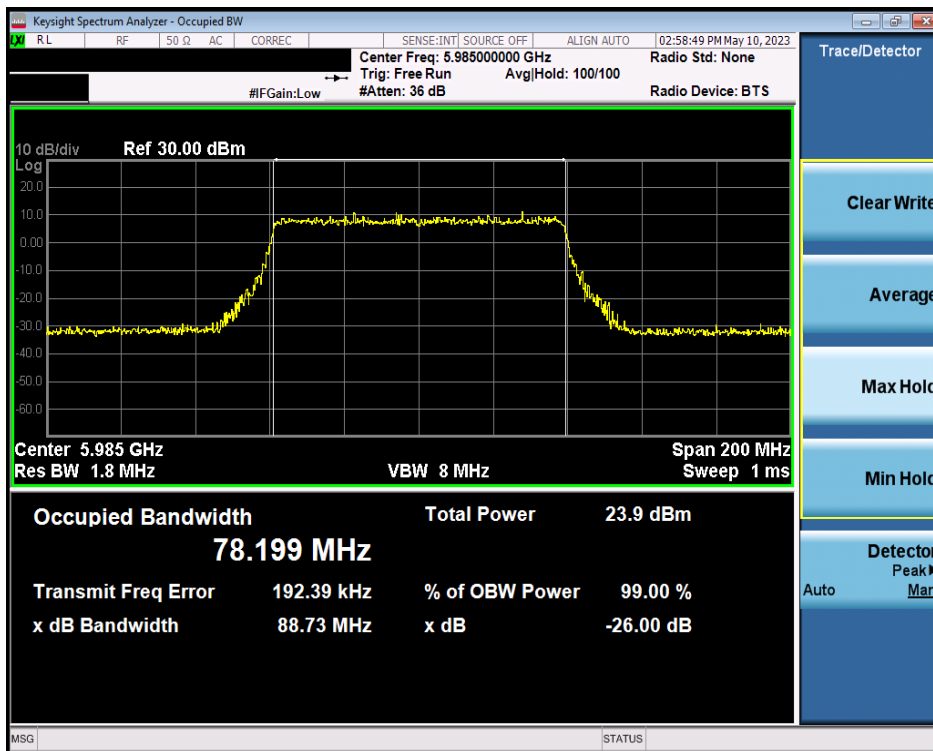 Keysight Spectrum Analyzer - Occupied BW
LXI RL RF 50 Ω AC CORREC SENSE:INT SOURCE OFF ALIGN AUTO 02:58:49 PM May 10, 2023
Center Freq: 5.985000000 GHz Radio Std: None
Trig: Free Run Avg|Hold: 100/100
#IFGain:Low #Atten: 36 dB Radio Device: BTS
Trace/Detector
10 dB/div Ref 30.00 dBm
Log
20.0
10.0
0.00
-10.0
-20.0
-30.0
-40.0
-50.0
-60.0
Center 5.985 GHz Span 200 MHz
Res BW 1.8 MHz VBW 8 MHz Sweep 1 ms
Occupied Bandwidth Total Power 23.9 dBm
78.199 MHz
Transmit Freq Error 192.39 kHz % of OBW Power 99.00 %
x dB Bandwidth 88.73 MHz x dB -26.00 dB
Clear Write
Average
Max Hold
Min Hold
Detector
Peak
Auto Man
MSG STATUS